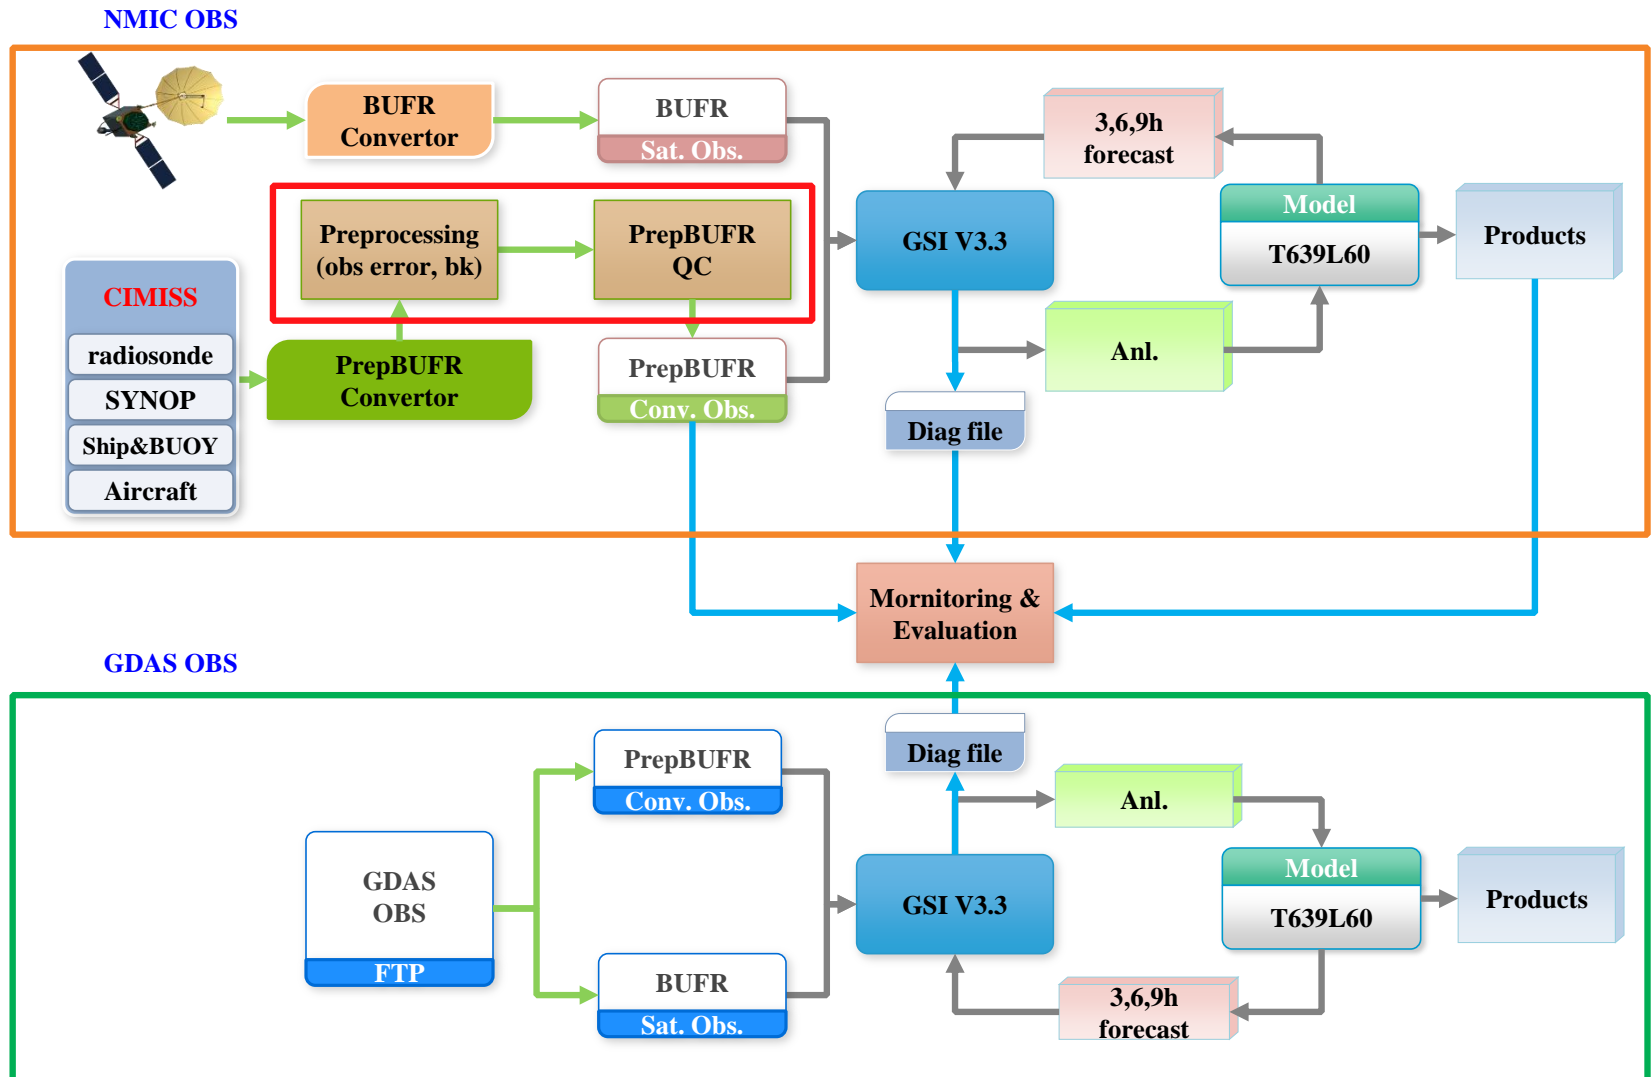 NMIC OBS
BUFR
Convertor
BUFR
Sat. Obs.
3,6,9h
forecast
Preprocessing
(obs error, bk)
PrepBUFR
QC
GSI V3.3
Model
T639L60
Products
CIMISS
radiosonde
SYNOP
Ship&BUOY
Aircraft
PrepBUFR
Convertor
PrepBUFR
Conv. Obs.
Anl.
Diag file
Mornitoring &
Evaluation
GDAS OBS
Diag file
PrepBUFR
Conv. Obs.
Anl.
GDAS
OBS
FTP
GSI V3.3
Model
T639L60
Products
BUFR
Sat. Obs.
3,6,9h
forecast